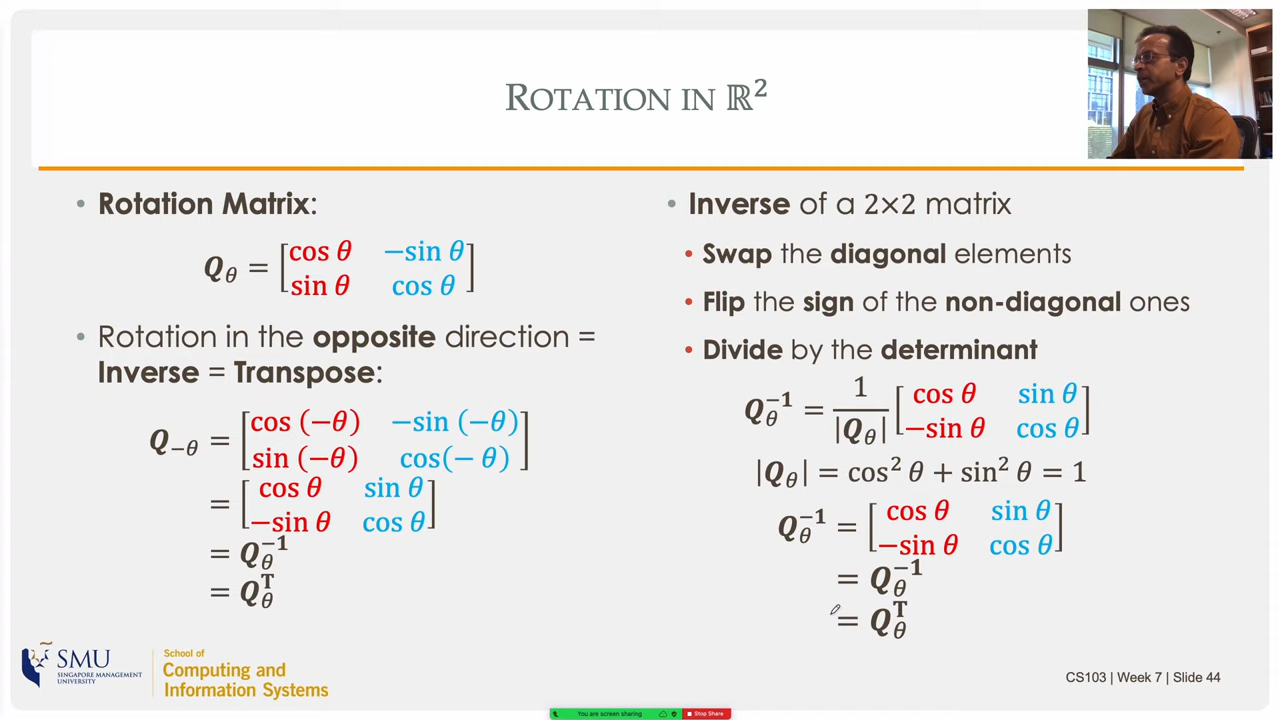 ROTATION IN ℝ²
• Rotation Matrix:
Q_θ = [cos θ −sin θ; sin θ cos θ]
• Rotation in the opposite direction =
Inverse = Transpose:
Q_−θ = [cos (−θ) −sin (−θ); sin (−θ) cos(− θ)]
= [cos θ sin θ; −sin θ cos θ]
= Q_θ^−1
= Q_θ^T
• Inverse of a 2×2 matrix
• Swap the diagonal elements
• Flip the sign of the non-diagonal ones
• Divide by the determinant
Q_θ^−1 = 1/|Q_θ| [cos θ sin θ; −sin θ cos θ]
|Q_θ| = cos² θ + sin² θ = 1
Q_θ^−1 = [cos θ sin θ; −sin θ cos θ]
= Q_θ^−1
= Q_θ^T
SMU
SINGAPORE MANAGEMENT
UNIVERSITY
School of
Computing and
Information Systems
CS103 | Week 7 | Slide 44
You are screen sharing
Stop Share